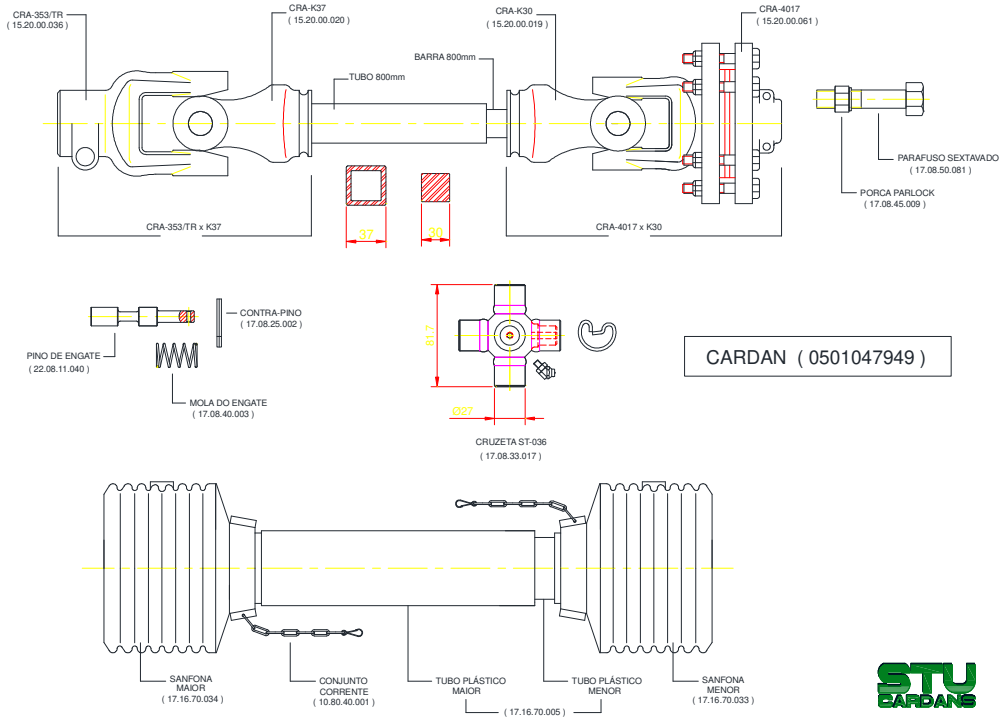 CRA-353/TR
( 15.20.00.036 )
CRA-K37
( 15.20.00.020 )
CRA-K30
( 15.20.00.019 )
CRA-4017
( 15.20.00.061 )
BARRA 800mm
TUBO 800mm
PARAFUSO SEXTAVADO
( 17.08.50.081 )
PORCA PARLOCK
( 17.08.45.009 )
CRA-353/TR x K37
37
30
CRA-4017 x K30
CONTRA-PINO
( 17.08.25.002 )
PINO DE ENGATE
( 22.08.11.040 )
MOLA DO ENGATE
( 17.08.40.003 )
81.7
Ø27
CRUZETA ST-036
( 17.08.33.017 )
CARDAN ( 0501047949 )
SANFONA
MAIOR
( 17.16.70.034 )
CONJUNTO
CORRENTE
( 10.80.40.001 )
TUBO PLÁSTICO
MAIOR
TUBO PLÁSTICO
MENOR
( 17.16.70.005 )
SANFONA
MENOR
( 17.16.70.033 )
STU
CARDANS